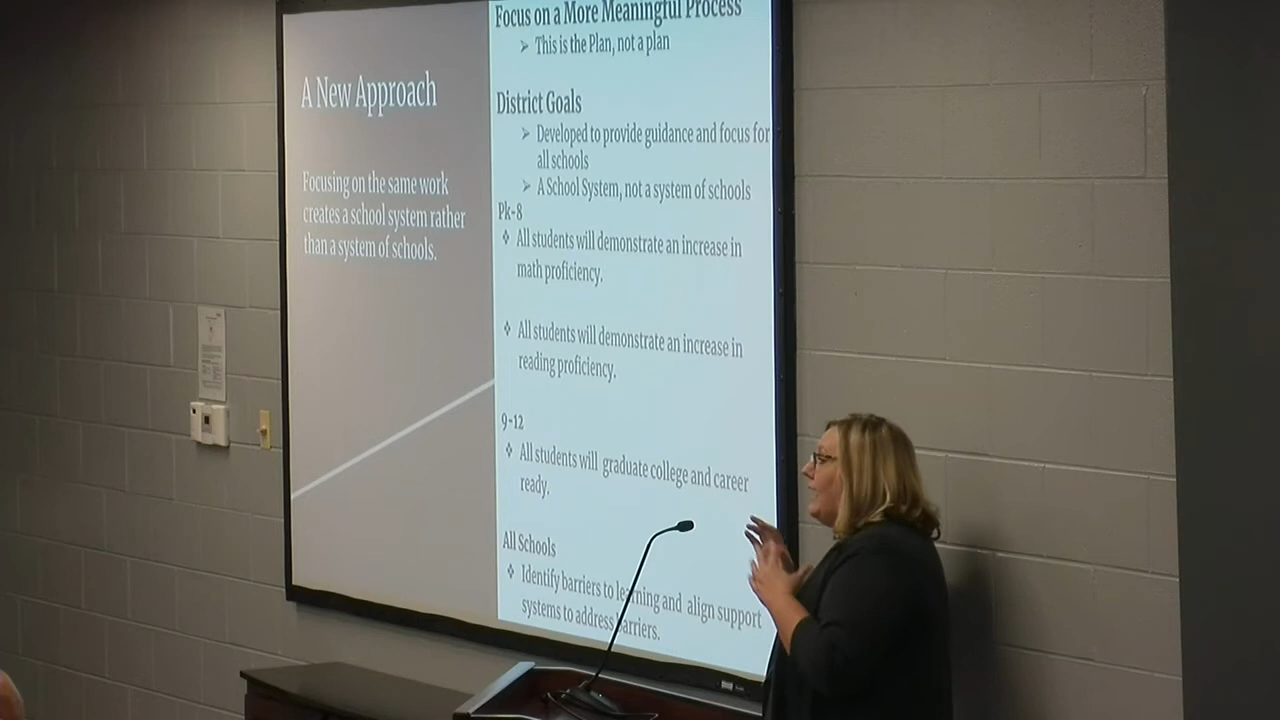 A New Approach
Focusing on the same work
creates a school system rather
than a system of schools.
Focus on a More Meaningful Process
➢ This is the Plan, not a plan
District Goals
➢ Developed to provide guidance and focus for
all schools
➢ A School System, not a system of schools
Pk-8
❖ All students will demonstrate an increase in
math proficiency.
❖ All students will demonstrate an increase in
reading proficiency.
9-12
❖ All students will graduate college and career
ready.
All Schools
❖ Identify barriers to learning and align support
systems to address barriers.